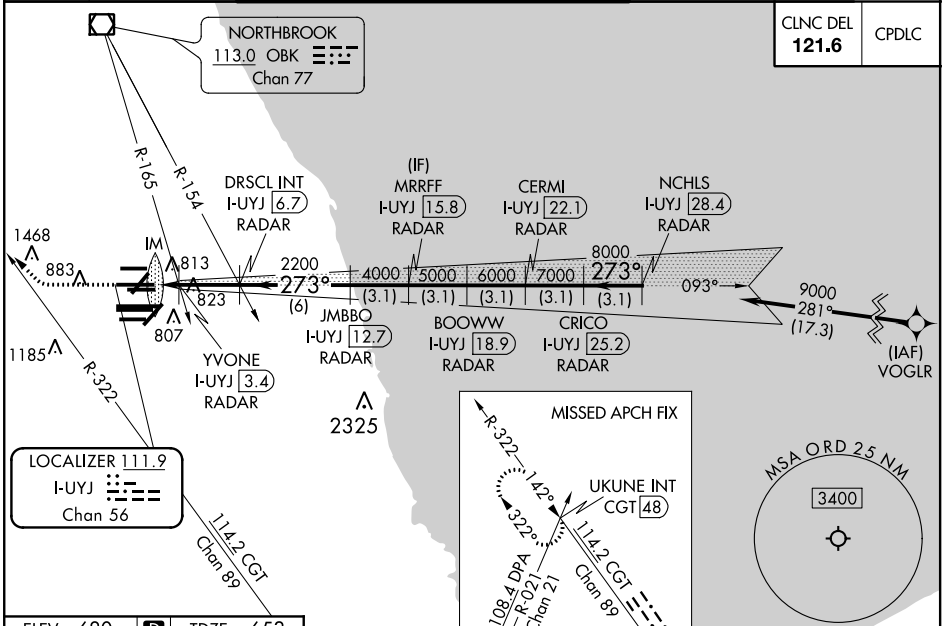 NORTHBROOK
113.0 OBK
Chan 77
CLNC DEL
121.6
CPDLC
R-165
R-154
DRSCL INT
I-UYJ 6.7
RADAR
(IF)
MRRFF
I-UYJ 15.8
RADAR
CERMI
I-UYJ 22.1
RADAR
NCHLS
I-UYJ 28.4
RADAR
1468
883
IM
813
823
807
2200
273°
(6)
4000
(3.1)
5000
(3.1)
6000
(3.1)
7000
(3.1)
8000
273°
(3.1)
093°
9000
281°
(17.3)
(IAF)
VOGLR
1185
R-322
YVONE
I-UYJ 3.4
RADAR
JMBBO
I-UYJ 12.7
RADAR
BOOWW
I-UYJ 18.9
RADAR
CRICO
I-UYJ 25.2
RADAR
2325
LOCALIZER 111.9
I-UYJ
Chan 56
114.2 CGT
Chan 89
MISSED APCH FIX
R-322
142°
322°
UKUNE INT
CGT 48
108.4 DPA
R-021
Chan 21
114.2 CGT
Chan 89
MSA ORD 25 NM
3400